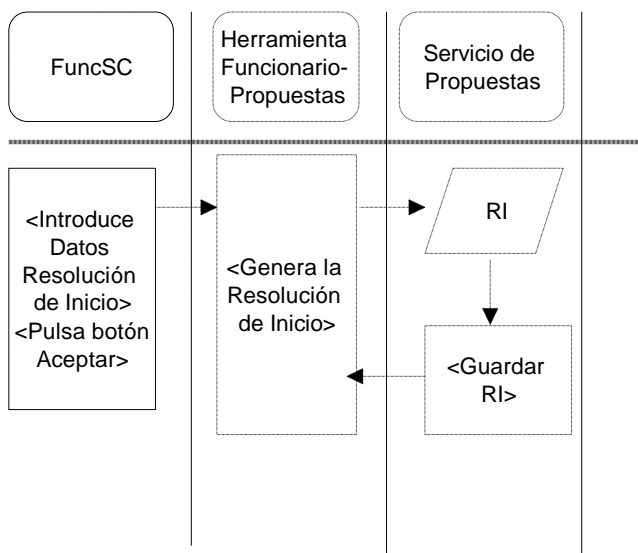 FuncSC
Herramienta
Funcionario-
Propuestas
Servicio de
Propuestas
<Introduce
Datos
Resolución
de Inicio>
<Pulsa botón
Aceptar>
<Genera la
Resolución
de Inicio>
RI
<Guardar
RI>